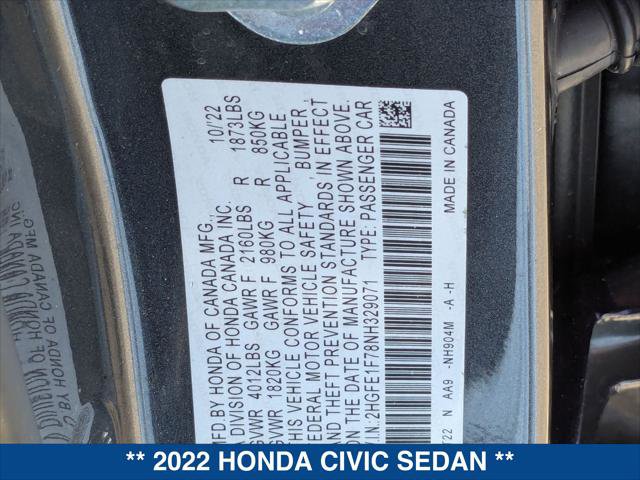 MFD.BY HONDA OF CANADA MFG., 10/22
A DIVISION OF HONDA CANADA INC.
GVWR 4012LBS GAWR F 2160LBS R 1873LBS
GVWR 1820KG GAWR F 980KG R 850KG
THIS VEHICLE CONFORMS TO ALL APPLICABLE
FEDERAL MOTOR VEHICLE SAFETY, BUMPER,
AND THEFT PREVENTION STANDARDS IN EFFECT
ON THE DATE OF MANUFACTURE SHOWN ABOVE.
V.I.N.:2HGFE1F78NH329071 TYPE: PASSENGER CAR
22 N AA9 -NH904M -A -H MADE IN CANADA
** 2022 HONDA CIVIC SEDAN **